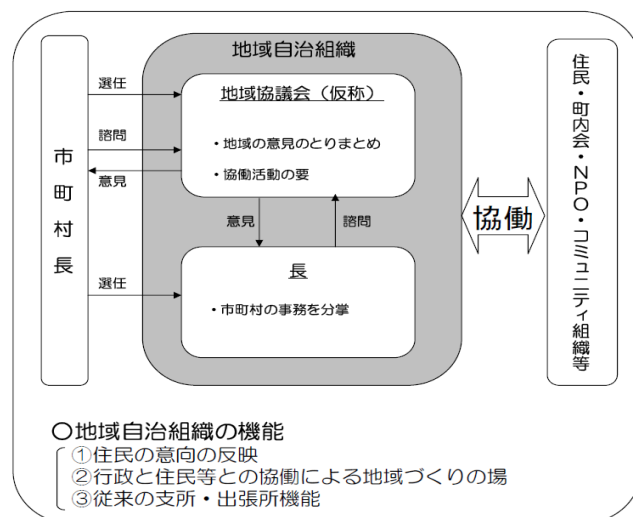 地域自治組織
市町村長
選任
諮問
意見
選任
地域協議会（仮称）
・地域の意見のとりまとめ
・協働活動の要
意見
諮問
長
・市町村の事務を分掌
協働
住民・町内会・NPO・コミュニティ組織等
〇地域自治組織の機能
①住民の意向の反映
②行政と住民等との協働による地域づくりの場
③従来の支所・出張所機能